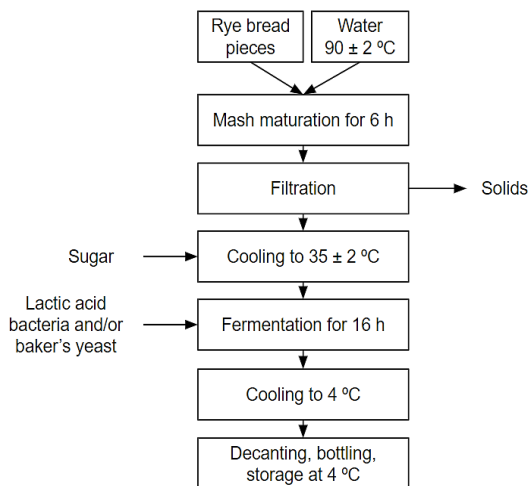 Rye bread
pieces
Water
90 ± 2 ºC
Mash maturation for 6 h
Filtration
Solids
Sugar
Cooling to 35 ± 2 ºC
Lactic acid
bacteria and/or
baker's yeast
Fermentation for 16 h
Cooling to 4 ºC
Decanting, bottling,
storage at 4 ºC